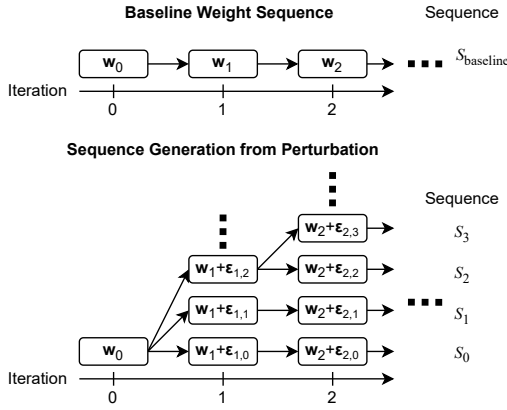 Baseline Weight Sequence
Sequence
w0
w1
w2
S_baseline
Iteration
0
1
2
Sequence Generation from Perturbation
Sequence
w2+ε2,3
S3
w1+ε1,2
w2+ε2,2
S2
w1+ε1,1
w2+ε2,1
S1
w0
w1+ε1,0
w2+ε2,0
S0
Iteration
0
1
2